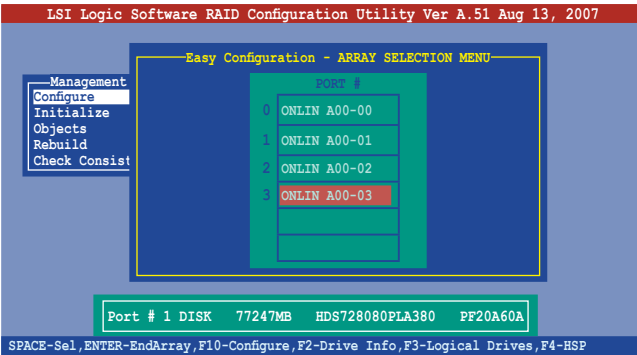 LSI Logic Software RAID Configuration Utility Ver A.51 Aug 13, 2007
Easy Configuration - ARRAY SELECTION MENU
Management
Configure
Initialize
Objects
Rebuild
Check Consist
PORT #
0 ONLIN A00-00
1 ONLIN A00-01
2 ONLIN A00-02
3 ONLIN A00-03
Port # 1 DISK 77247MB HDS728080PLA380 PF20A60A
SPACE-Sel,ENTER-EndArray,F10-Configure,F2-Drive Info,F3-Logical Drives,F4-HSP